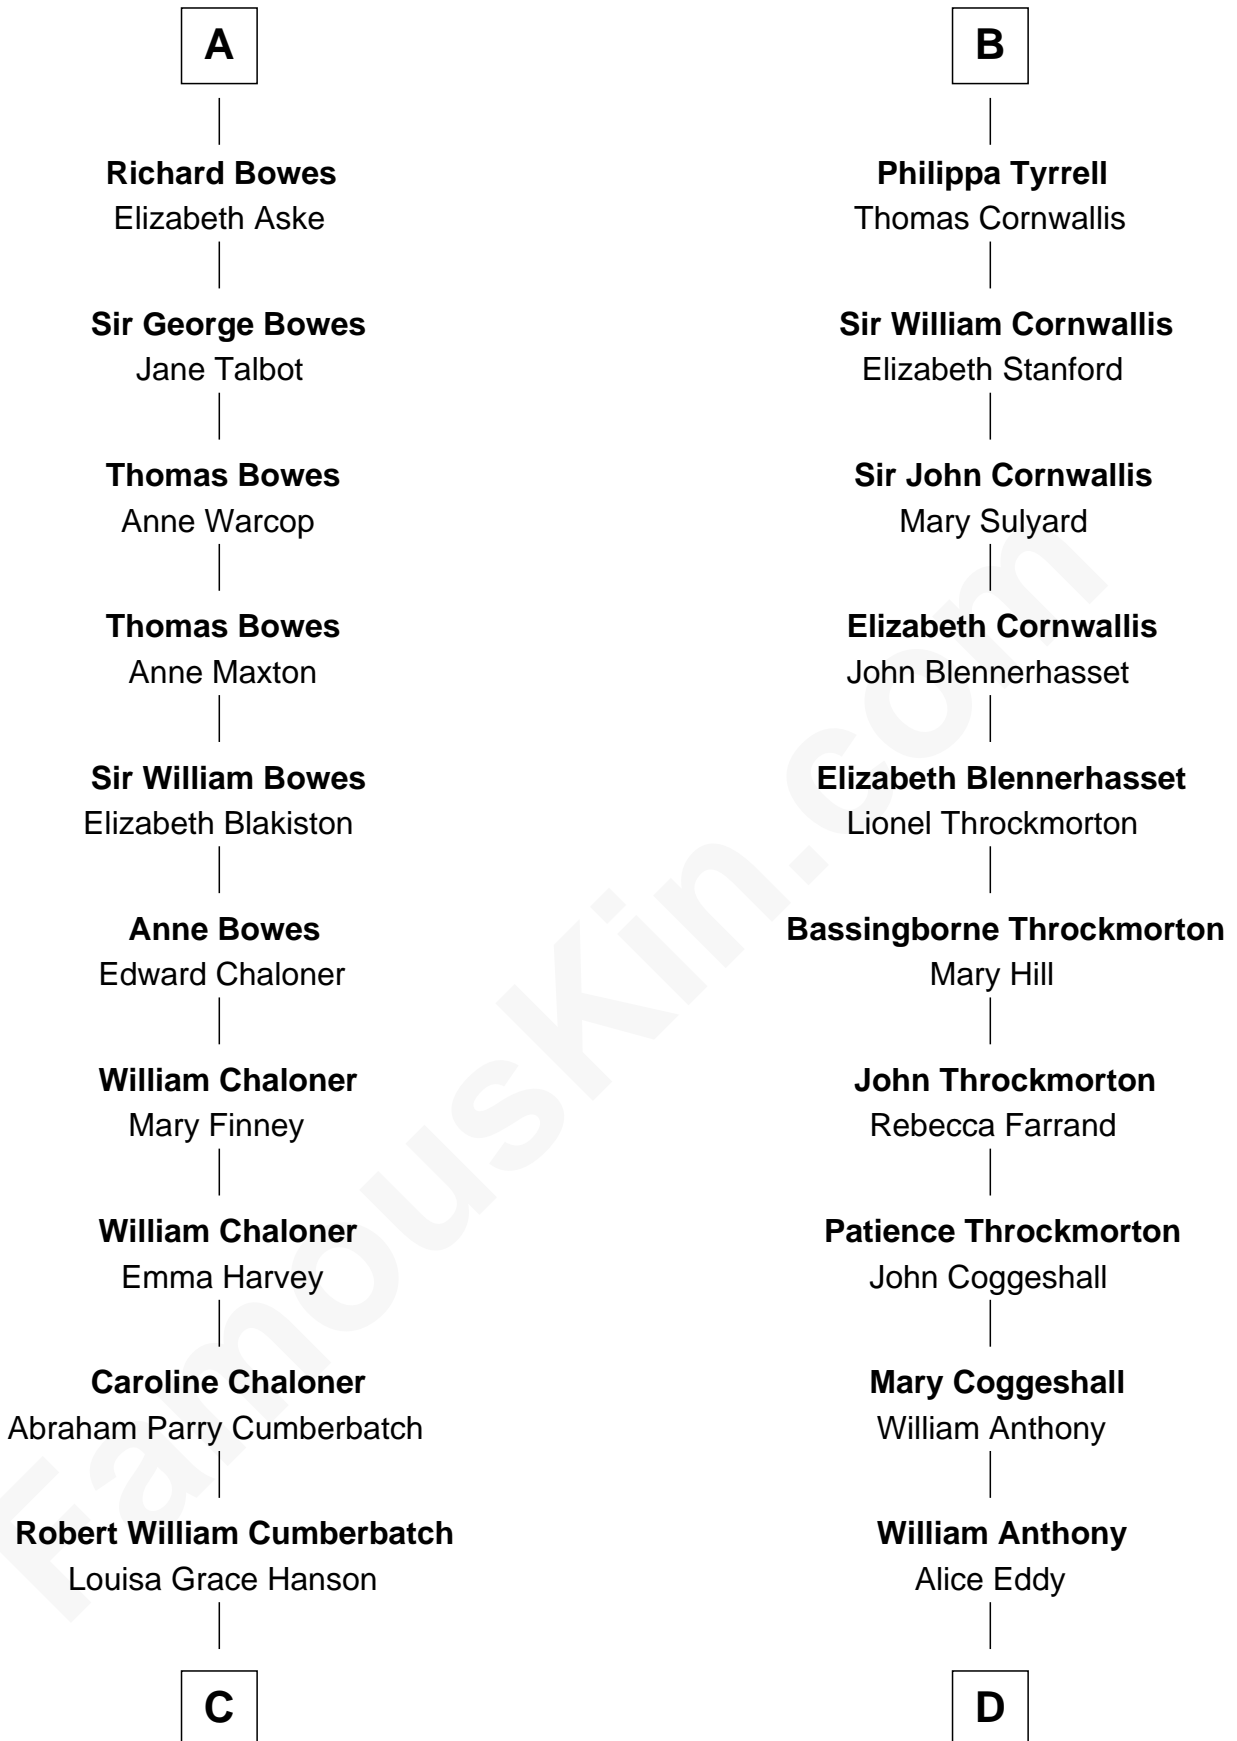 A
Richard Bowes
Elizabeth Aske
Sir George Bowes
Jane Talbot
Thomas Bowes
Anne Warcop
Thomas Bowes
Anne Maxton
Sir William Bowes
Elizabeth Blakiston
Anne Bowes
Edward Chaloner
William Chaloner
Mary Finney
William Chaloner
Emma Harvey
Caroline Chaloner
Abraham Parry Cumberbatch
Robert William Cumberbatch
Louisa Grace Hanson
C
B
Philippa Tyrrell
Thomas Cornwallis
Sir William Cornwallis
Elizabeth Stanford
Sir John Cornwallis
Mary Sulyard
Elizabeth Cornwallis
John Blennerhasset
Elizabeth Blennerhasset
Lionel Throckmorton
Bassingborne Throckmorton
Mary Hill
John Throckmorton
Rebecca Farrand
Patience Throckmorton
John Coggeshall
Mary Coggeshall
William Anthony
William Anthony
Alice Eddy
D
FamousKin.com